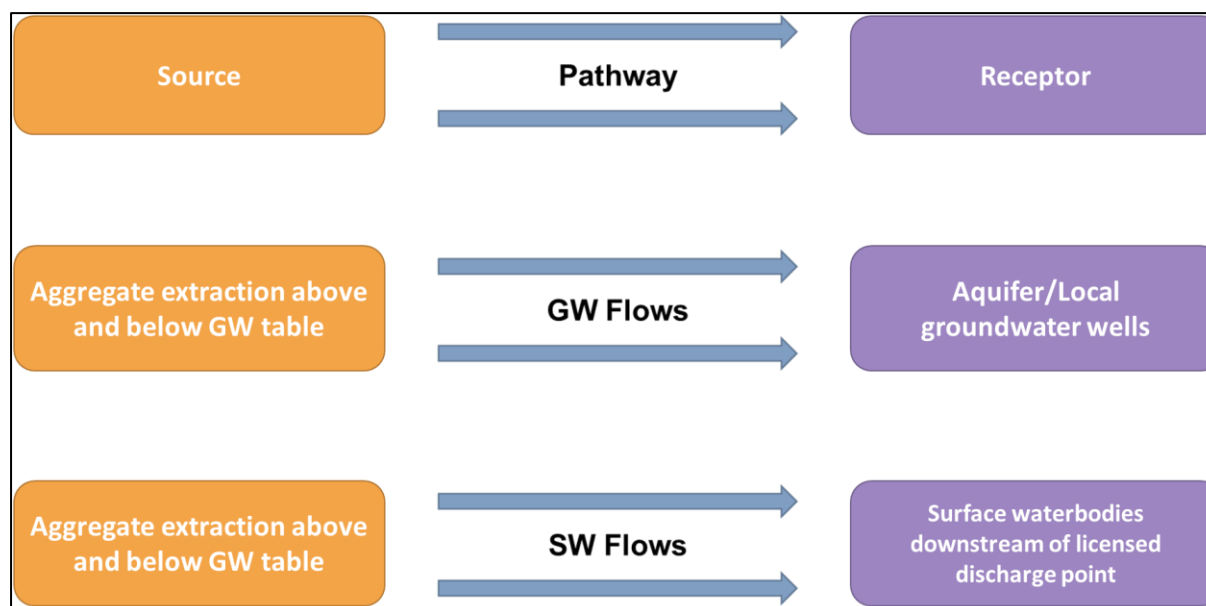 Source
Pathway
Receptor
Aggregate extraction above
and below GW table
GW Flows
Aquifer/Local
groundwater wells
Aggregate extraction above
and below GW table
SW Flows
Surface waterbodies
downstream of licensed
discharge point